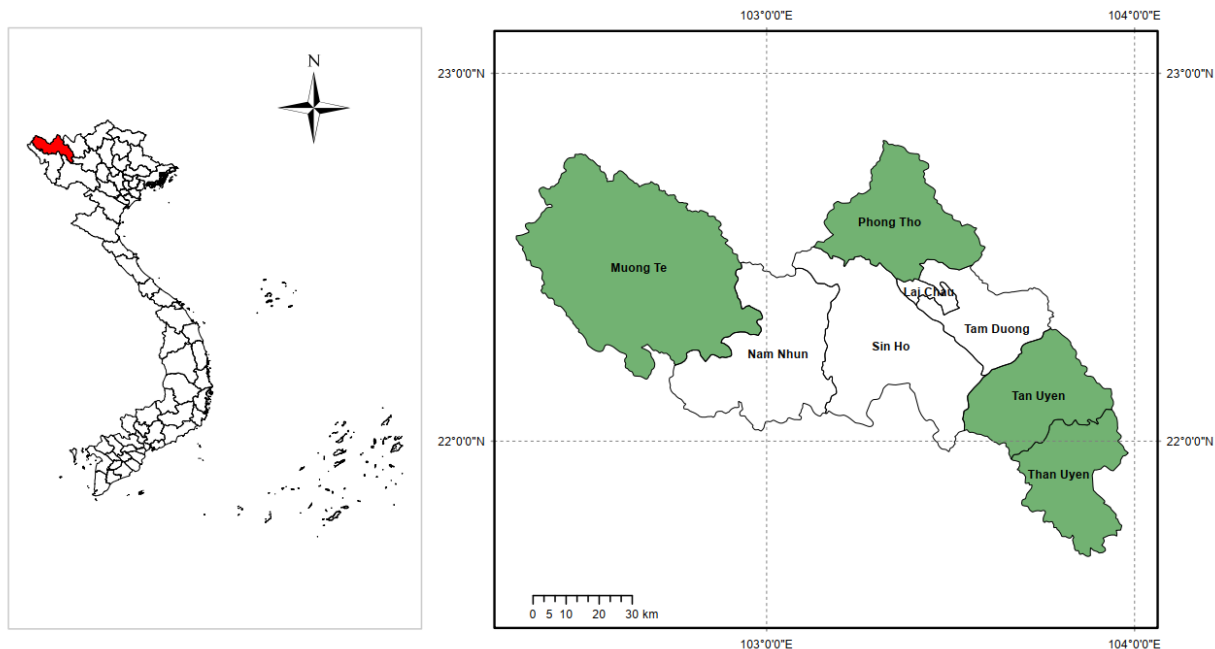 N
103°0'0"E
104°0'0"E
23°0'0"N
23°0'0"N
Phong Tho
Muong Te
Lai Chau
Tam Duong
Nam Nhun
Sin Ho
Tan Uyen
22°0'0"N
22°0'0"N
Than Uyen
0 5 10 20 30 km
103°0'0"E
104°0'0"E